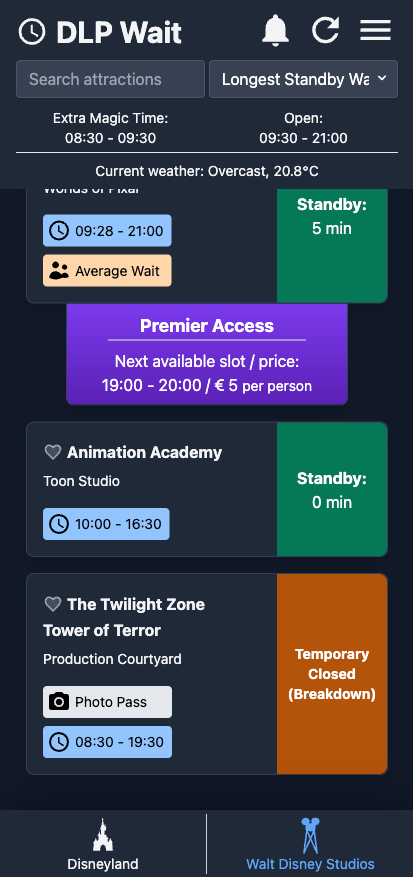 DLP Wait
Search attractions
Longest Standby Wa
Extra Magic Time:
08:30 - 09:30
Open:
09:30 - 21:00
Current weather: Overcast, 20.8°C
Worlds of Pixar
09:28 - 21:00
Average Wait
Standby:
5 min
Premier Access
Next available slot / price:
19:00 - 20:00 / € 5 per person
Animation Academy
Toon Studio
10:00 - 16:30
Standby:
0 min
The Twilight Zone
Tower of Terror
Production Courtyard
Photo Pass
08:30 - 19:30
Temporary
Closed
(Breakdown)
Disneyland
Walt Disney Studios